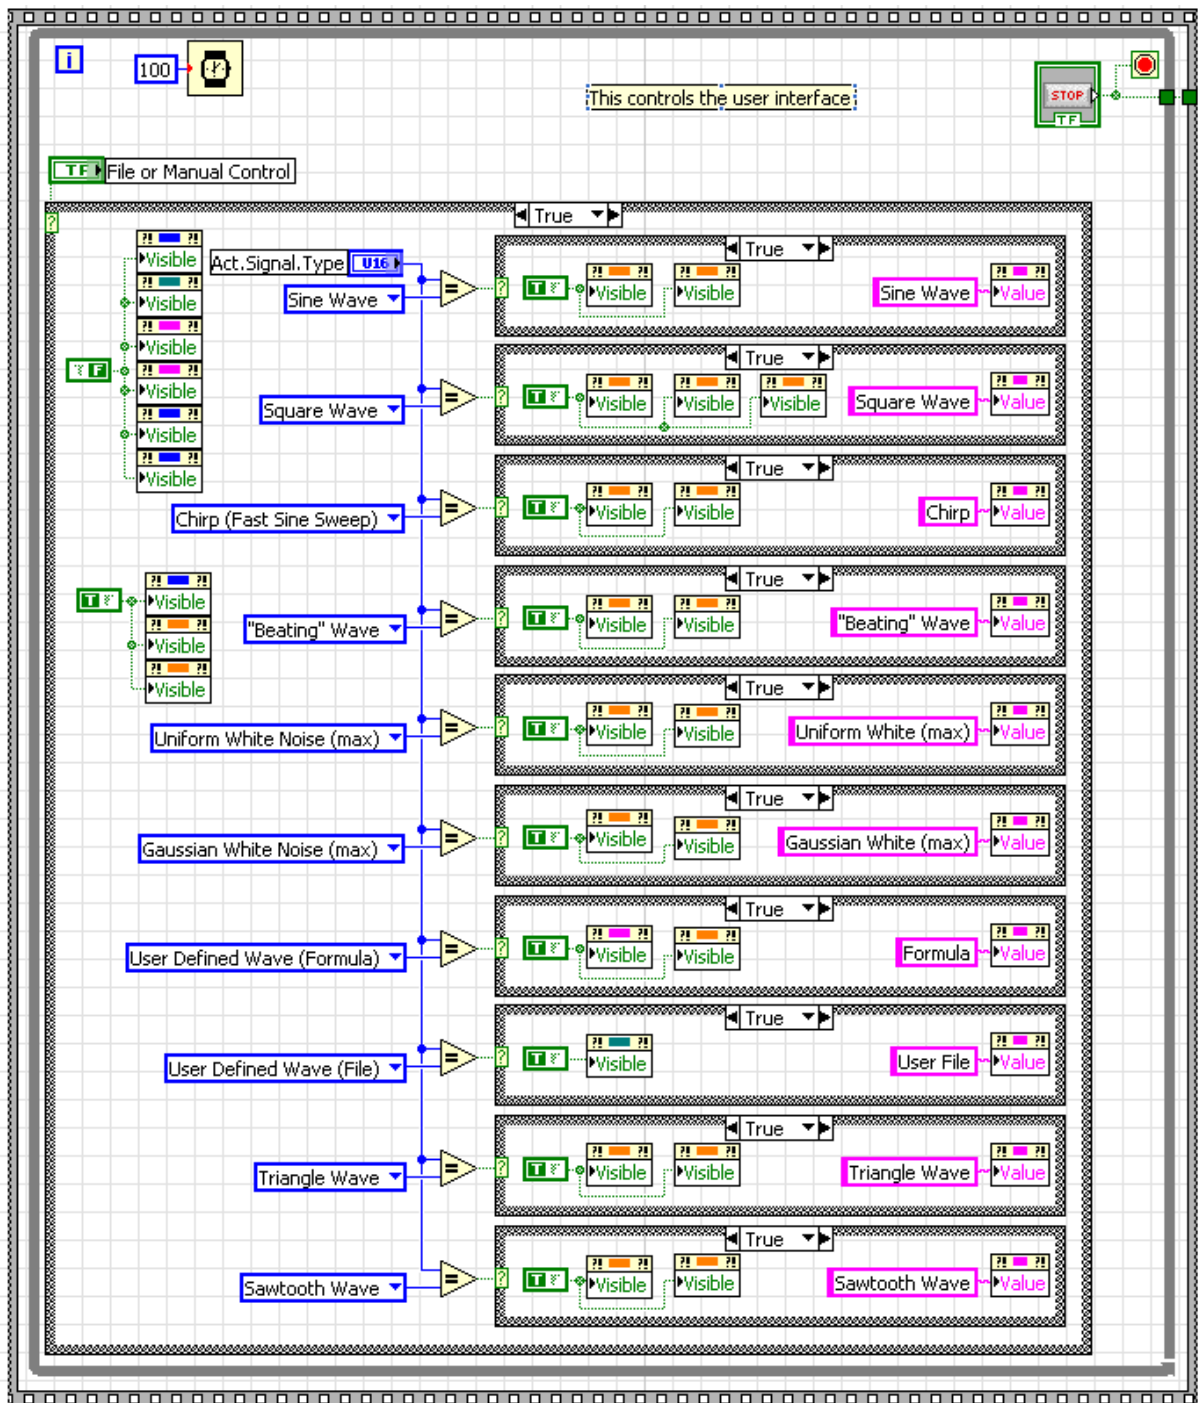 i
100
This controls the user interface
STOP
TF
TF File or Manual Control
? True
?! ?!
Visible
Act.Signal.Type U16
Sine Wave
=
? True
T F
?! ?! Visible
?! ?! Visible
Sine Wave
?! ?! Value
?! ?!
Visible
?! ?!
Visible
T F
?! ?!
Visible
?! ?!
Visible
?! ?!
Visible
Square Wave
=
? True
T F
?! ?! Visible
?! ?! Visible
?! ?! Visible
Square Wave
?! ?! Value
Chirp (Fast Sine Sweep)
=
? True
T F
?! ?! Visible
?! ?! Visible
Chirp
?! ?! Value
T F
?! ?!
Visible
?! ?!
Visible
?! ?!
Visible
"Beating" Wave
=
? True
T F
?! ?! Visible
?! ?! Visible
"Beating" Wave
?! ?! Value
Uniform White Noise (max)
=
? True
T F
?! ?! Visible
?! ?! Visible
Uniform White (max)
?! ?! Value
Gaussian White Noise (max)
=
? True
T F
?! ?! Visible
?! ?! Visible
Gaussian White (max)
?! ?! Value
User Defined Wave (Formula)
=
? True
T F
?! ?! Visible
?! ?! Visible
Formula
?! ?! Value
User Defined Wave (File)
=
? True
T F
?! ?! Visible
User File
?! ?! Value
Triangle Wave
=
? True
T F
?! ?! Visible
?! ?! Visible
Triangle Wave
?! ?! Value
Sawtooth Wave
=
? True
T F
?! ?! Visible
?! ?! Visible
Sawtooth Wave
?! ?! Value